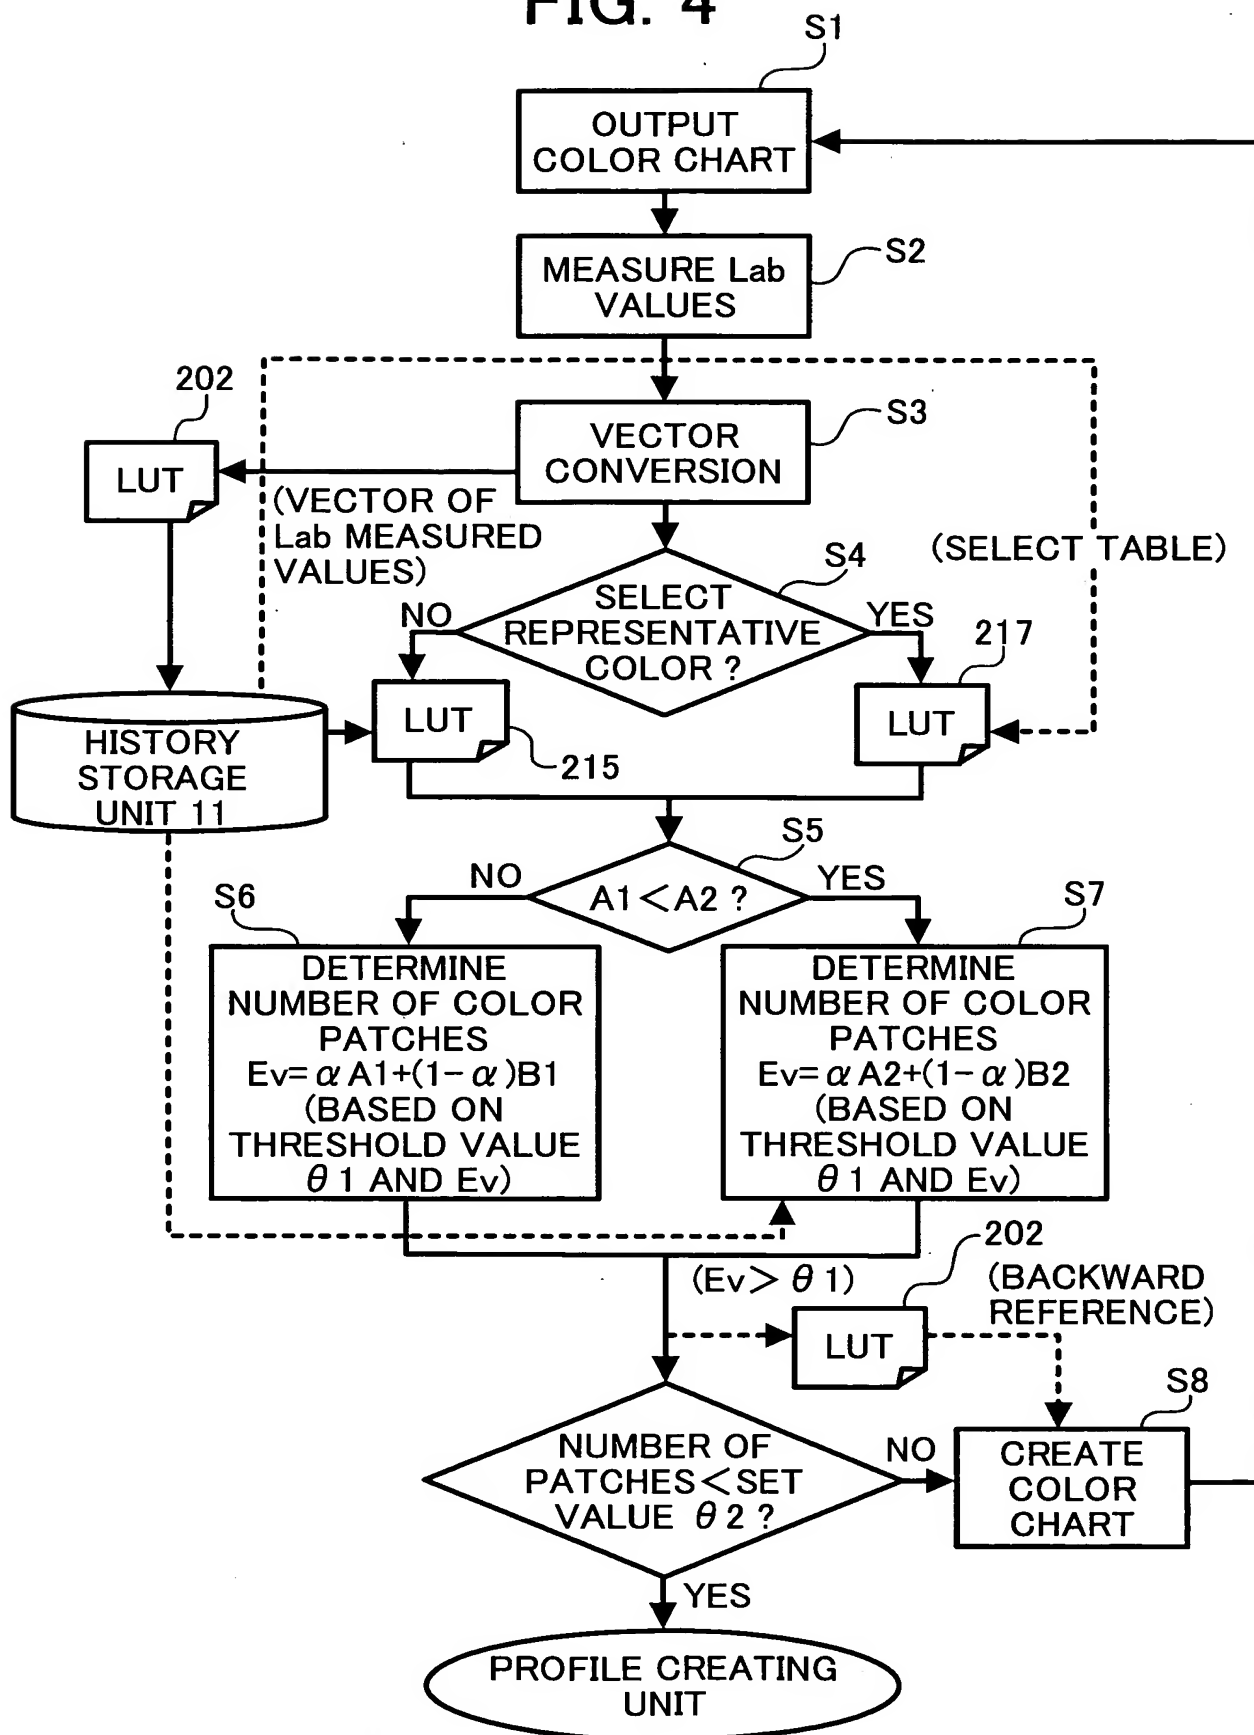 FIG. 4
S1
OUTPUT
COLOR CHART
S2
MEASURE Lab
VALUES
202
S3
VECTOR
CONVERSION
LUT
(VECTOR OF
Lab MEASURED
VALUES)
(SELECT TABLE)
S4
SELECT
REPRESENTATIVE
COLOR ?
NO
YES
217
LUT
LUT
215
HISTORY
STORAGE
UNIT 11
S5
A1<A2 ?
NO
YES
S6
S7
DETERMINE
NUMBER OF COLOR
PATCHES
Ev=αA1+(1-α)B1
(BASED ON
THRESHOLD VALUE
θ1 AND Ev)
DETERMINE
NUMBER OF COLOR
PATCHES
Ev=αA2+(1-α)B2
(BASED ON
THRESHOLD VALUE
θ1 AND Ev)
202
(Ev> θ1)
(BACKWARD
REFERENCE)
LUT
S8
NUMBER OF
PATCHES<SET
VALUE θ2 ?
NO
CREATE
COLOR
CHART
YES
PROFILE CREATING
UNIT